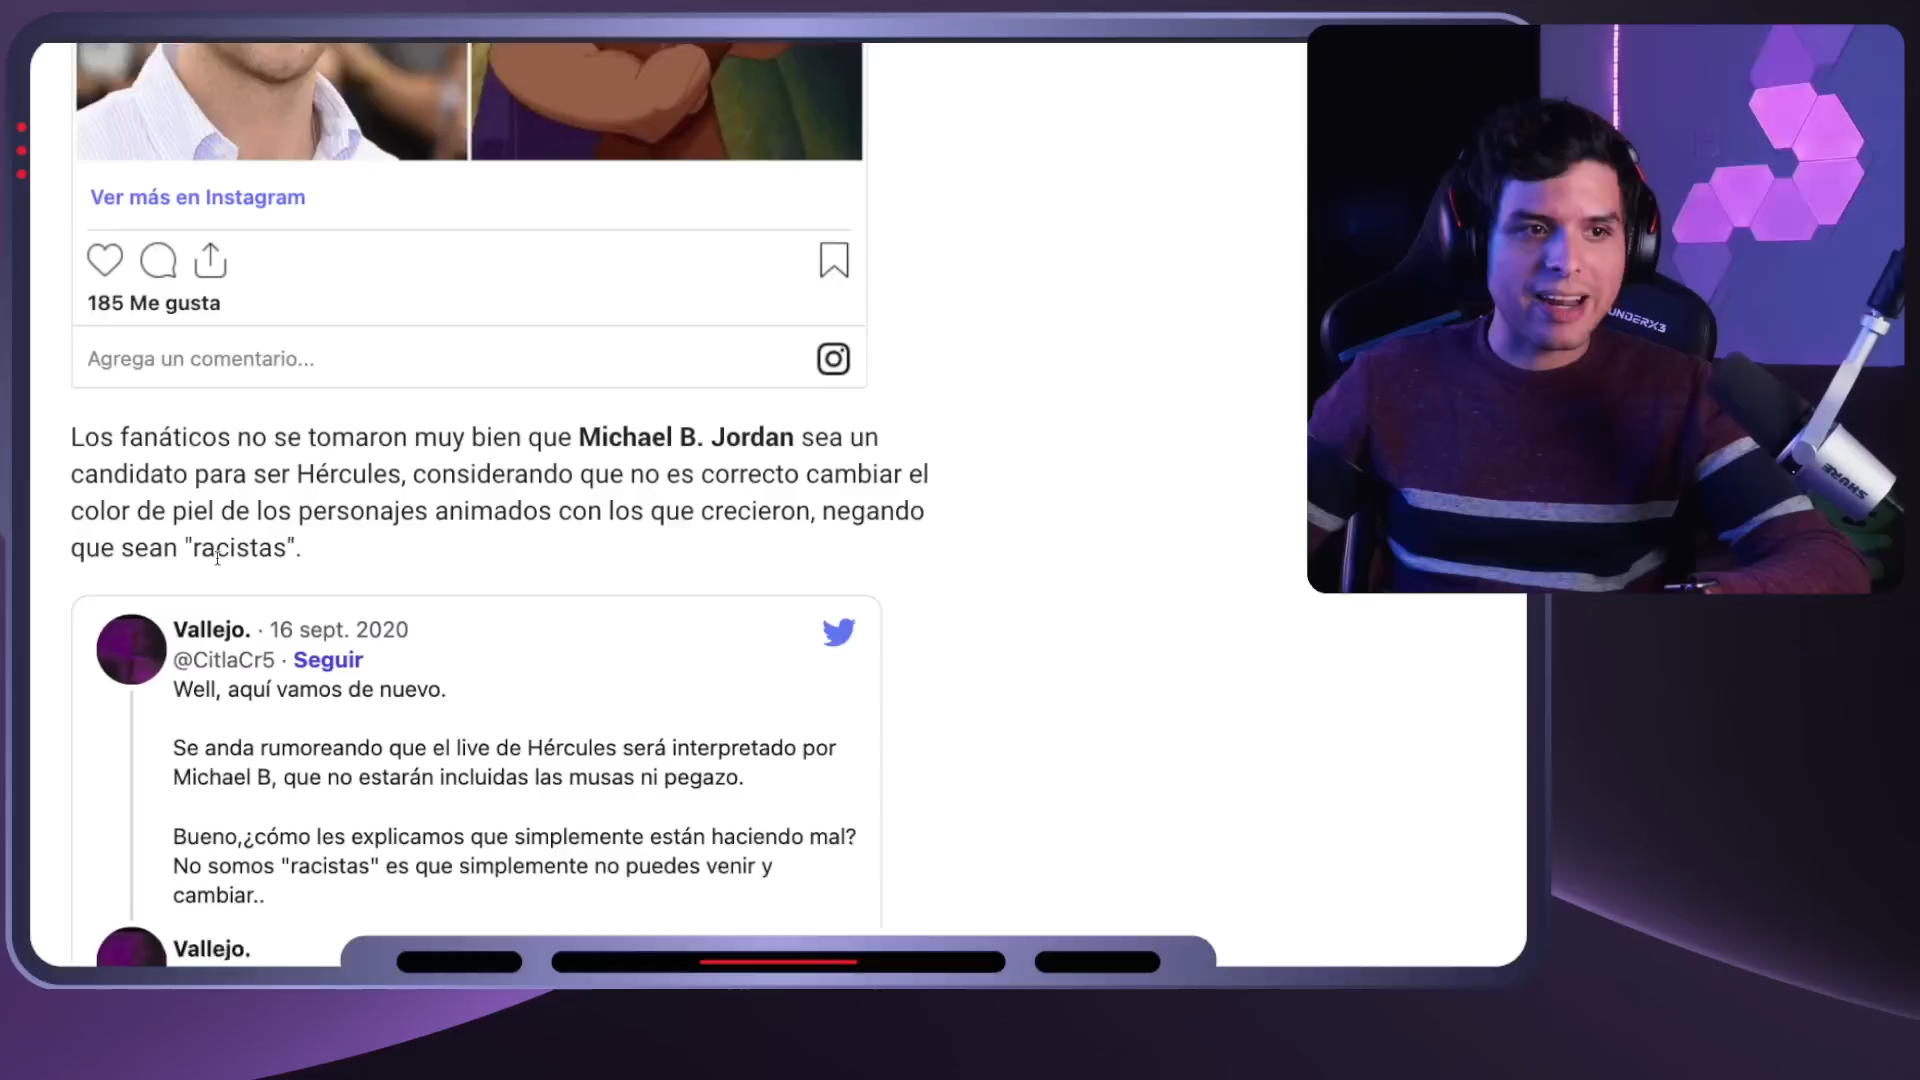 Ver más en Instagram
185 Me gusta
Agrega un comentario...
Los fanáticos no se tomaron muy bien que Michael B. Jordan sea un
candidato para ser Hércules, considerando que no es correcto cambiar el
color de piel de los personajes animados con los que crecieron, negando
que sean "racistas".
Vallejo. · 16 sept. 2020
@CitlaCr5 · Seguir
Well, aquí vamos de nuevo.
Se anda rumoreando que el live de Hércules será interpretado por
Michael B, que no estarán incluidas las musas ni pegazo.
Bueno,¿cómo les explicamos que simplemente están haciendo mal?
No somos "racistas" es que simplemente no puedes venir y
cambiar..
Vallejo.
UNDERX3
SHURE